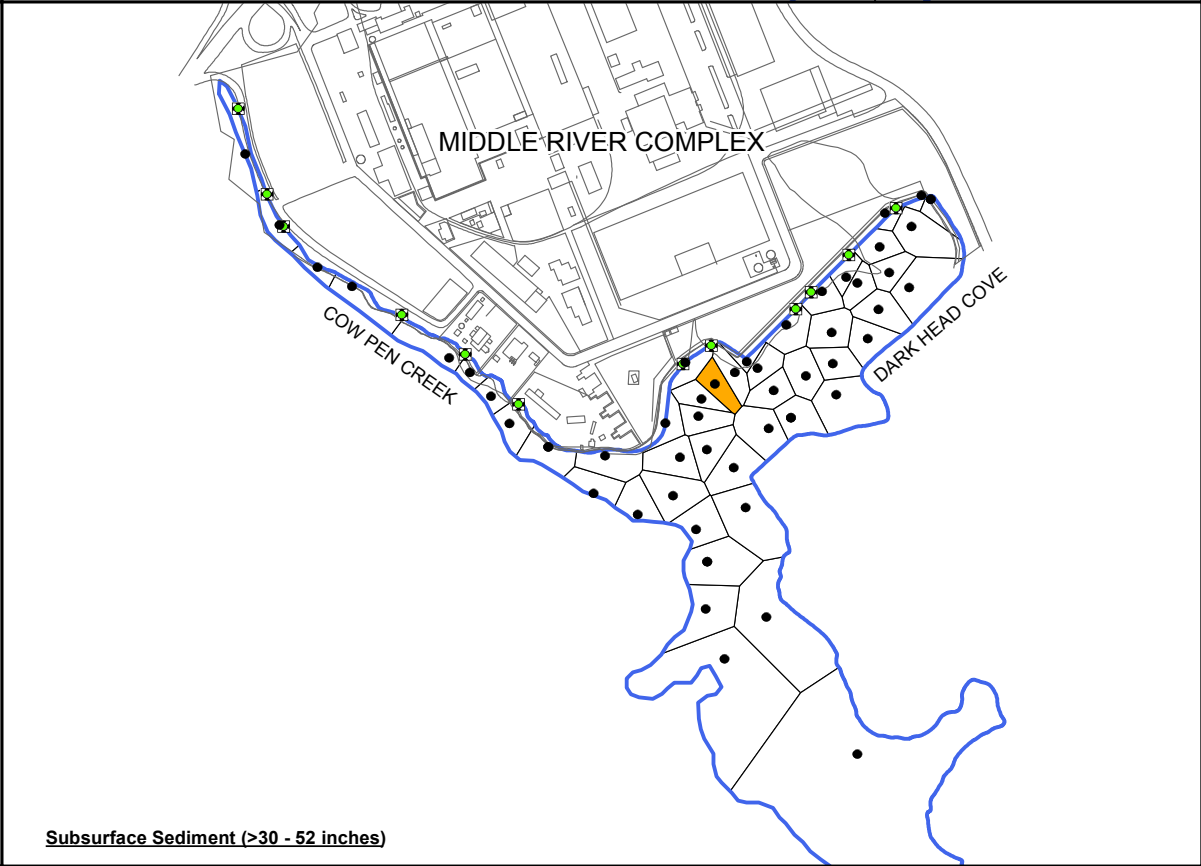 MIDDLE RIVER COMPLEX
COW PEN CREEK
DARK HEAD COVE
Subsurface Sediment (>30 - 52 inches)